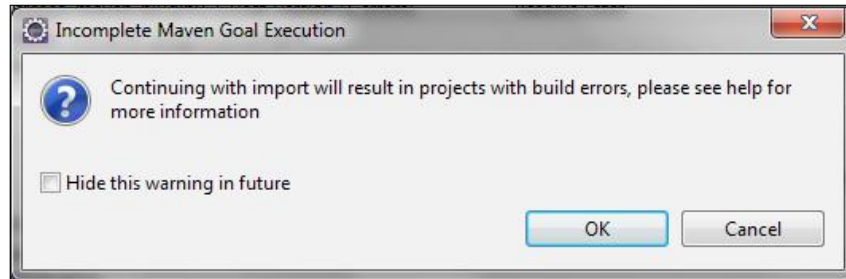 Incomplete Maven Goal Execution
Continuing with import will result in projects with build errors, please see help for
more information
Hide this warning in future
OK Cancel